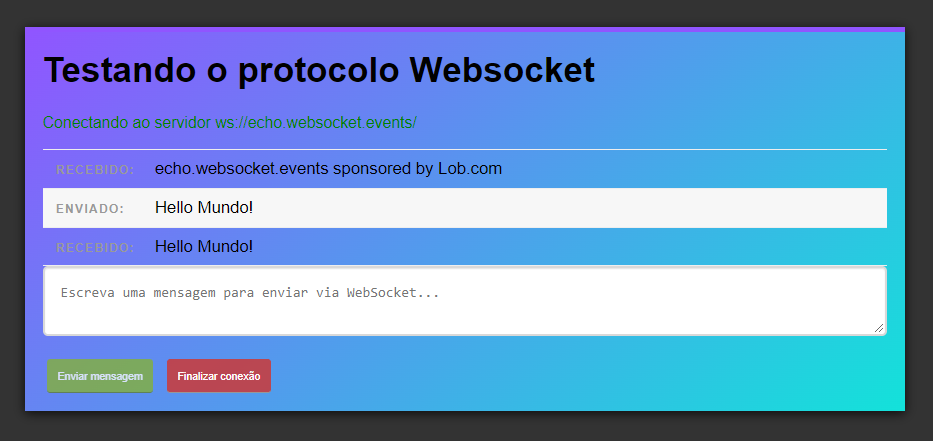 Testando o protocolo Websocket
Conectando ao servidor ws://echo.websocket.events/
RECEBIDO: echo.websocket.events sponsored by Lob.com
ENVIADO: Hello Mundo!
RECEBIDO: Hello Mundo!
Escreva uma mensagem para enviar via WebSocket...
Enviar mensagem Finalizar conexão